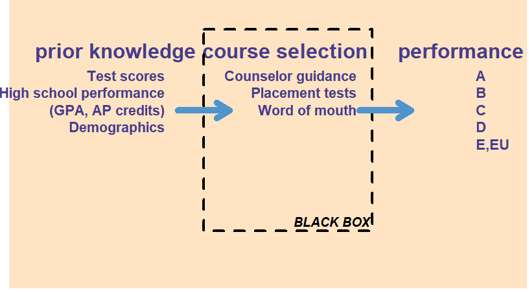 prior knowledge course selection performance
Test scores
High school performance
(GPA, AP credits)
Demographics
Counselor guidance
Placement tests
Word of mouth
A
B
C
D
E,EU
BLACK BOX